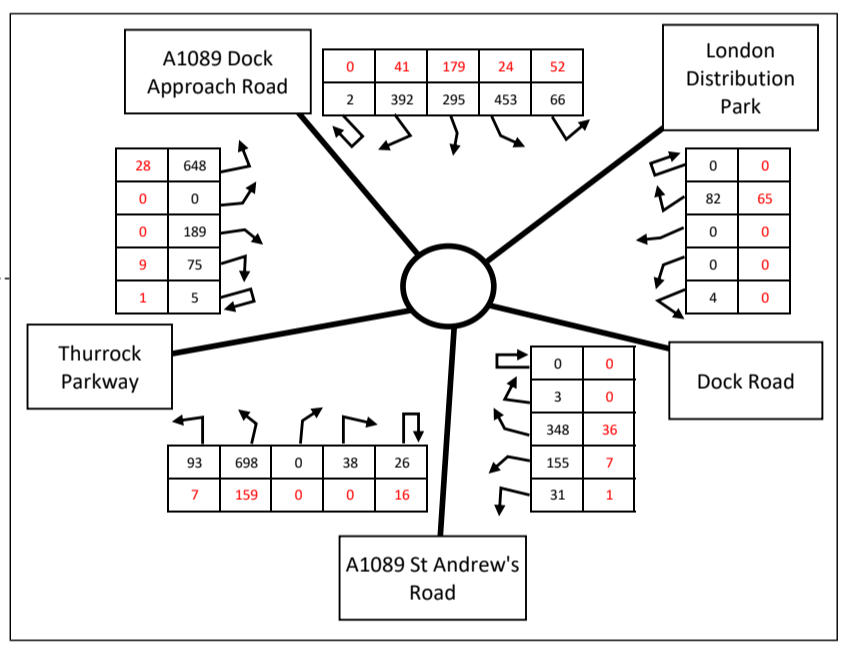 A1089 Dock
Approach Road
0 41 179 24 52
2 392 295 453 66
London
Distribution
Park
28 648
0 0
0 189
9 75
1 5
0 0
82 65
0 0
0 0
4 0
Thurrock
Parkway
0 0
3 0
348 36
155 7
31 1
Dock Road
93 698 0 38 26
7 159 0 0 16
A1089 St Andrew's
Road